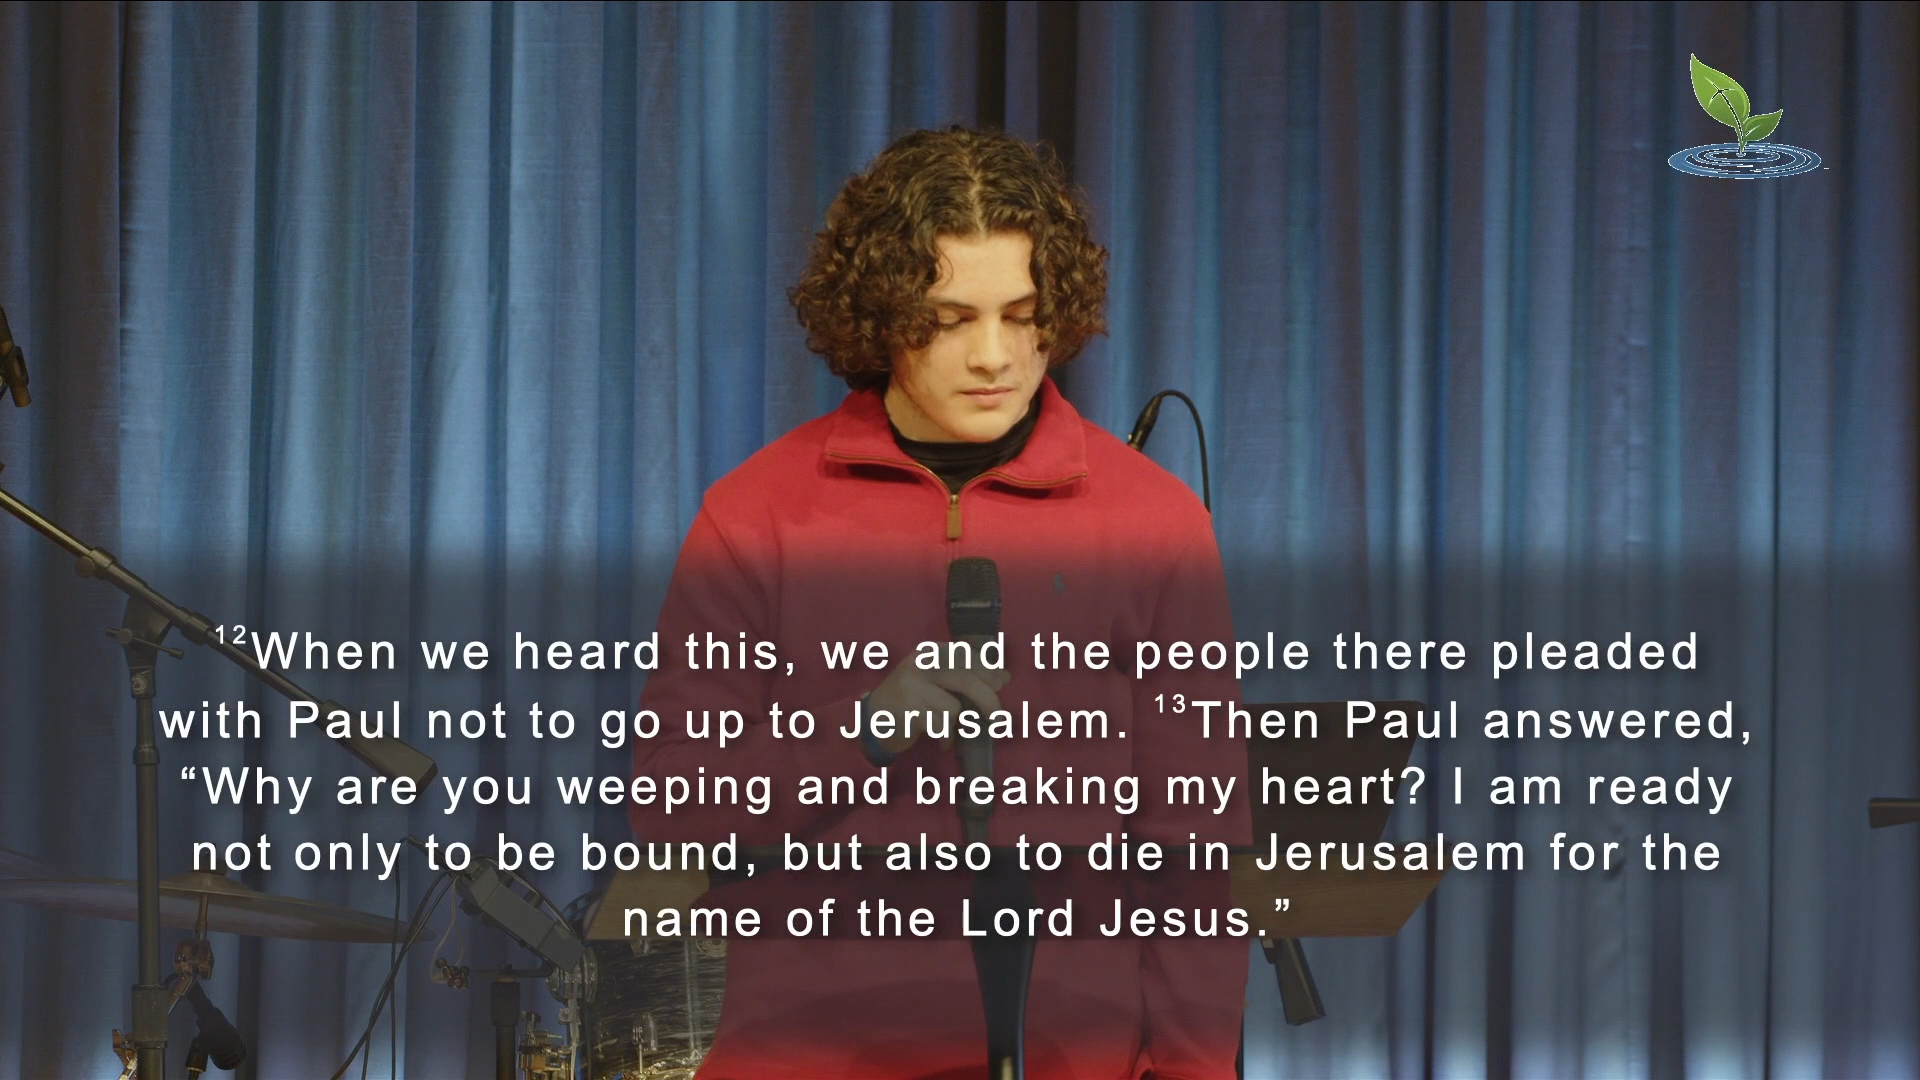 ¹²When we heard this, we and the people there pleaded
with Paul not to go up to Jerusalem. ¹³Then Paul answered,
“Why are you weeping and breaking my heart? I am ready
not only to be bound, but also to die in Jerusalem for the
name of the Lord Jesus.”